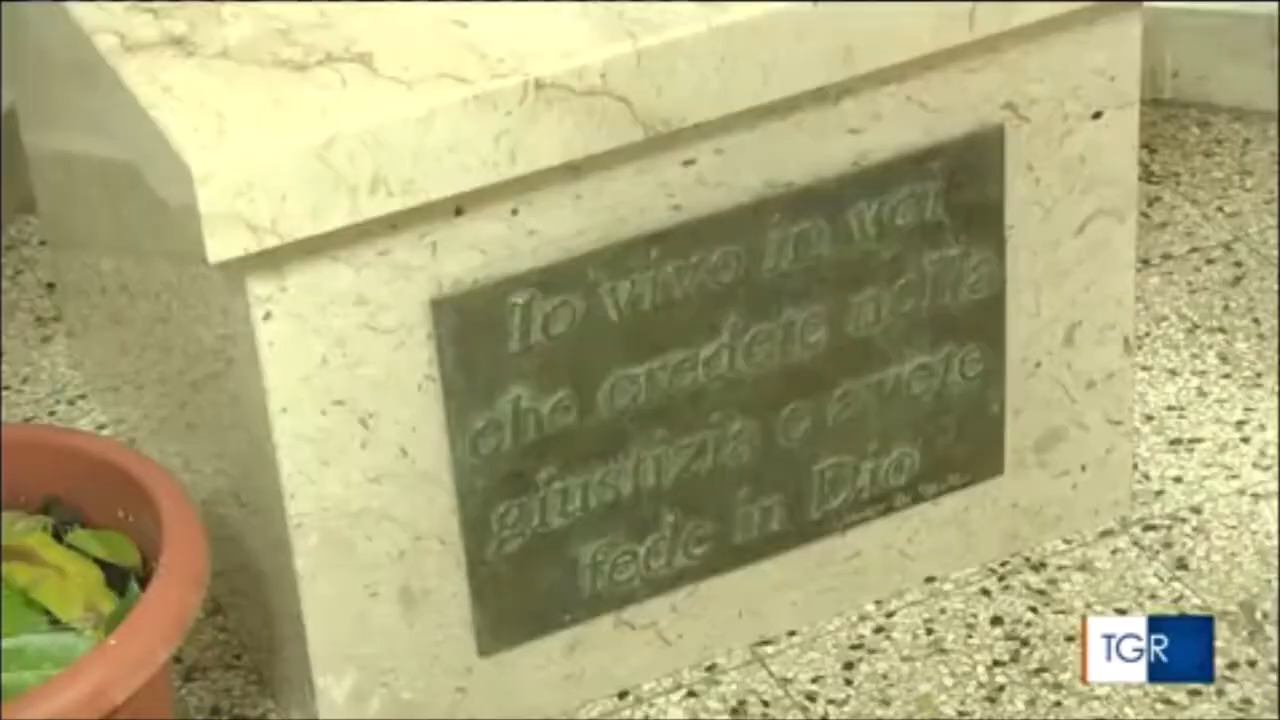 Io vivo in voi
che credete nella
giustizia e avete
fede in Dio"
TGR